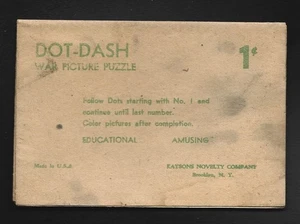 DOT-DASH
WAR PICTURE PUZZLE
1¢
Follow Dots starting with No. 1 and
continue until last number.
Color pictures after completion.
EDUCATIONAL AMUSING
Made in U.S.A.
EATSONS NOVELTY COMPANY
Brooklyn, N. Y.